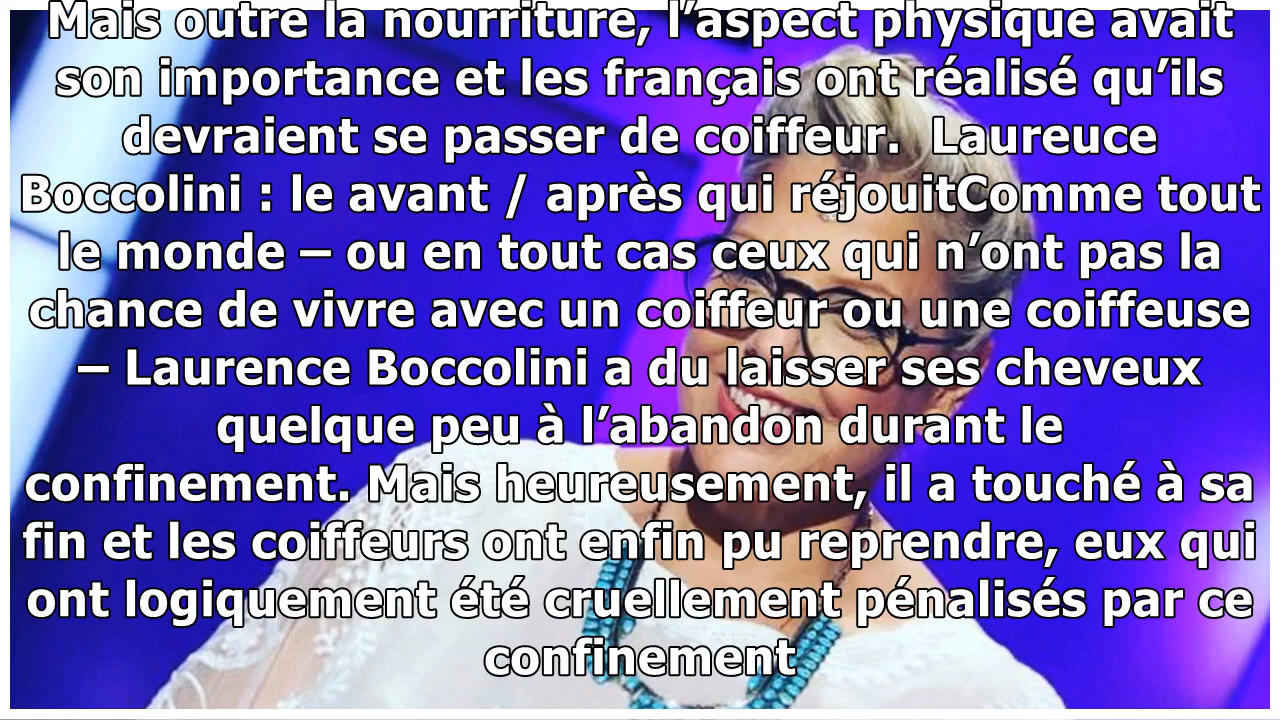 Mais outre la nourriture, l’aspect physique avait
son importance et les français ont réalisé qu’ils
devraient se passer de coiffeur.  Laureuce
Boccolini : le avant / après qui réjouitComme tout
le monde – ou en tout cas ceux qui n’ont pas la
chance de vivre avec un coiffeur ou une coiffeuse
– Laurence Boccolini a du laisser ses cheveux
quelque peu à l’abandon durant le
confinement. Mais heureusement, il a touché à sa
fin et les coiffeurs ont enfin pu reprendre, eux qui
ont logiquement été cruellement pénalisés par ce
confinement